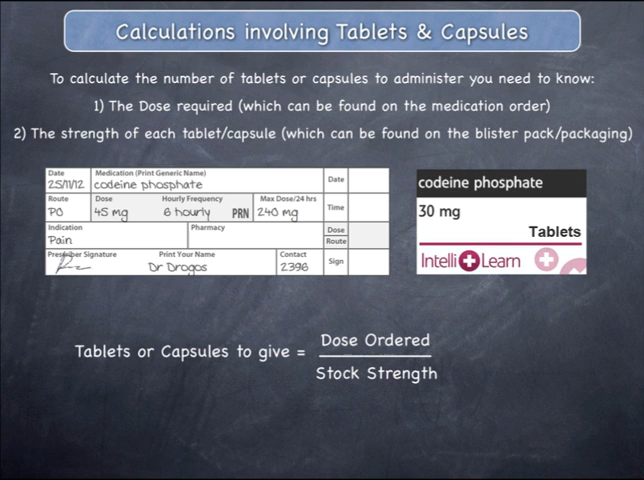 Calculations involving Tablets & Capsules
To calculate the number of tablets or capsules to administer you need to know:
1) The Dose required (which can be found on the medication order)
2) The strength of each tablet/capsule (which can be found on the blister pack/packaging)
Date Medication (Print Generic Name) Date
25/11/12 codeine phosphate
Route Dose Hourly Frequency Max Dose/24 hrs Time
PO 45 mg 6 hourly PRN 240 mg
Indication Pharmacy Dose
Pain Route
Prescriber Signature Print Your Name Contact Sign
Dr Dragos 2396
codeine phosphate
30 mg
Tablets
Intelli Learn
Tablets or Capsules to give = Dose Ordered
Stock Strength